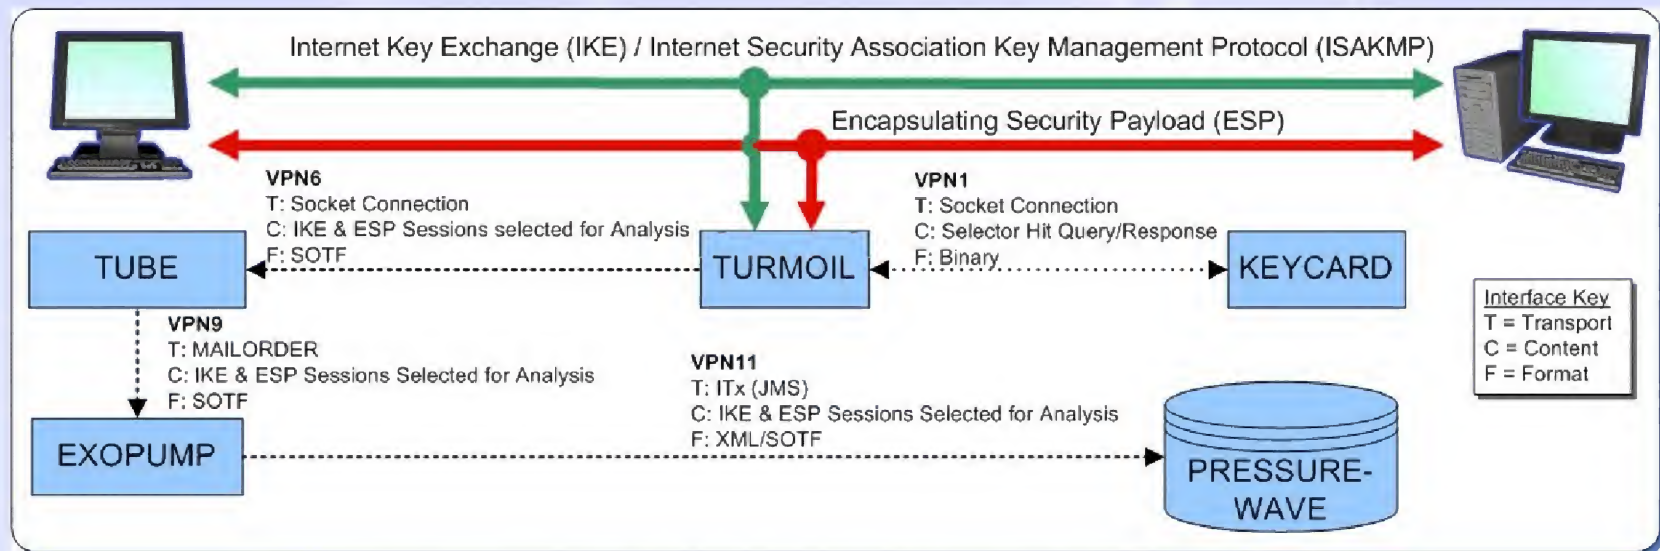 Internet Key Exchange (IKE) / Internet Security Association Key Management Protocol (ISAKMP)
Encapsulating Security Payload (ESP)
VPN6
T: Socket Connection
C: IKE & ESP Sessions selected for Analysis
F: SOTF
VPN1
T: Socket Connection
C: Selector Hit Query/Response
F: Binary
TUBE
TURMOIL
KEYCARD
Interface Key
T = Transport
C = Content
F = Format
VPN9
T: MAILORDER
C: IKE & ESP Sessions Selected for Analysis
F: SOTF
VPN11
T: ITx (JMS)
C: IKE & ESP Sessions Selected for Analysis
F: XML/SOTF
EXOPUMP
PRESSURE-
WAVE